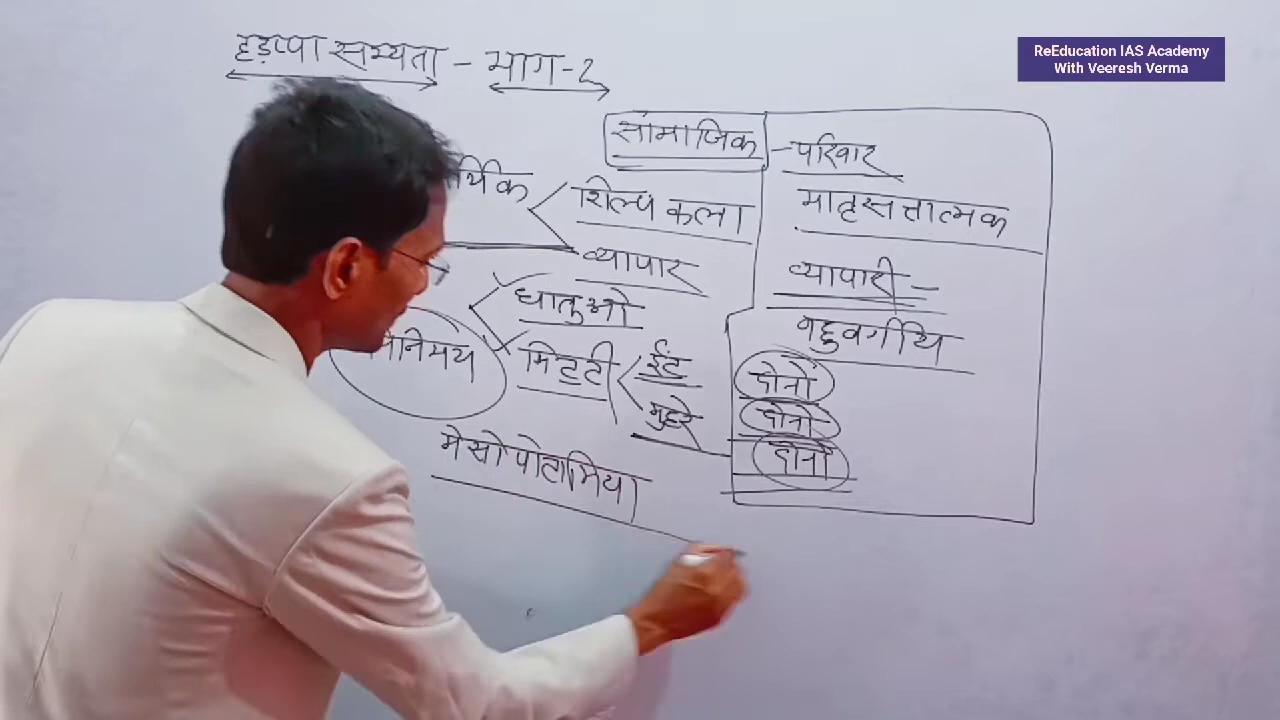 ReEducation IAS Academy
With Veeresh Verma
हड़प्पा सभ्यता - भाग-2
सामाजिक - परिवार
मातृसत्तात्मक
व्यापारी -
बहुवर्गीय
दोनों
दोनो
दोनों
र्थिक
शिल्प कला
व्यापार
धातुओ
मिट्टी
ईंट
मुहरे
निमय
मेसोपोटामिया